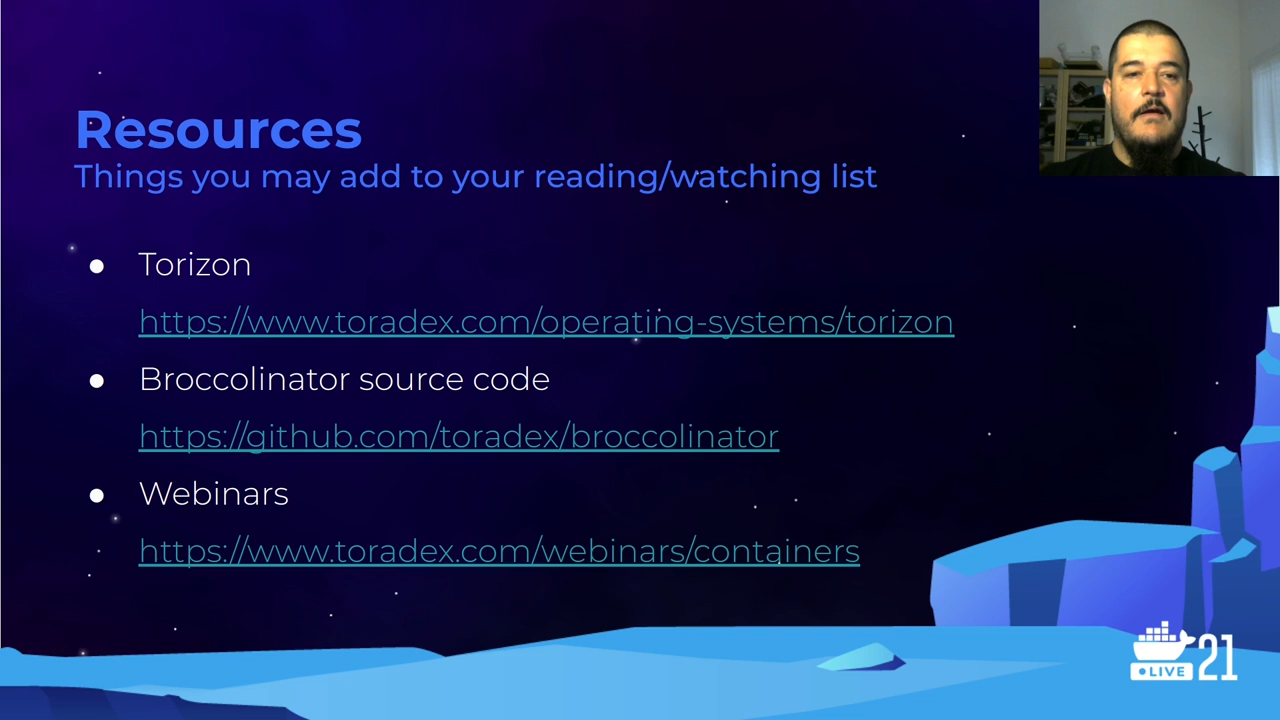 Resources
Things you may add to your reading/watching list
● Torizon
https://www.toradex.com/operating-systems/torizon
● Broccolinator source code
https://github.com/toradex/broccolinator
● Webinars
https://www.toradex.com/webinars/containers
LIVE 21